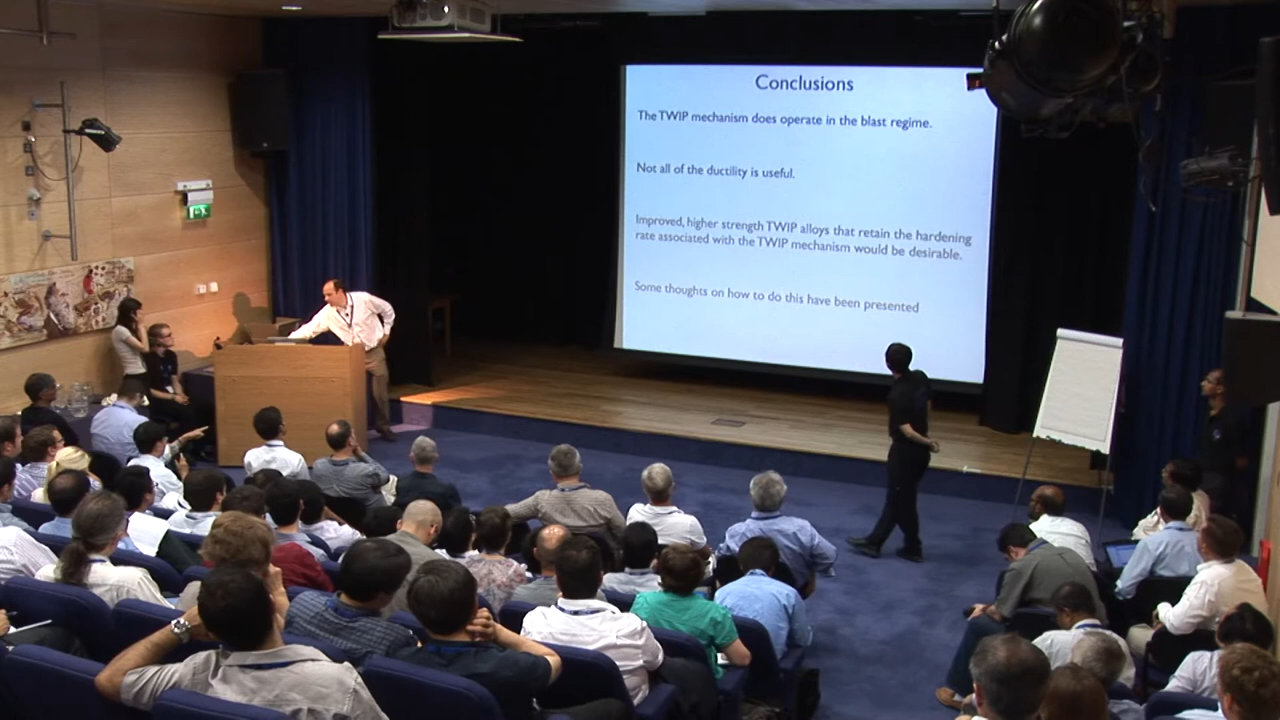 Conclusions
The TWIP mechanism does operate in the blast regime.
Not all of the ductility is useful.
Improved, higher strength TWIP alloys that retain the hardening
rate associated with the TWIP mechanism would be desirable.
Some thoughts on how to do this have been presented